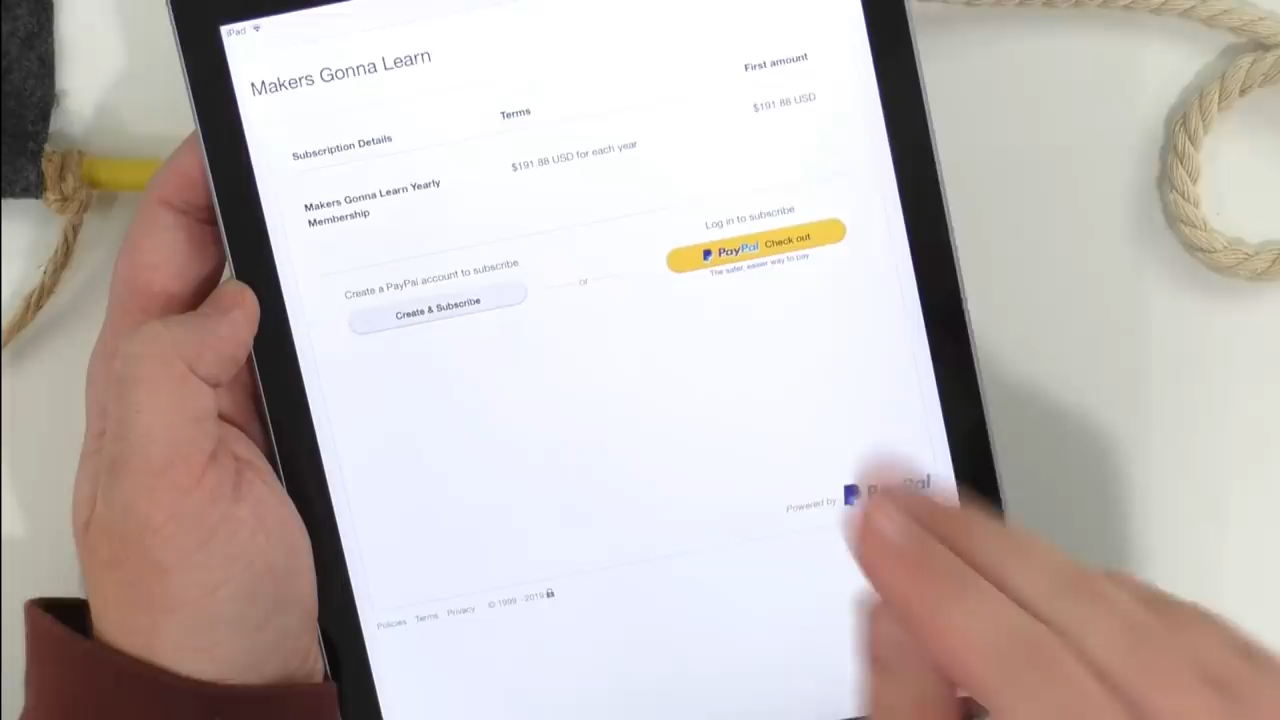 iPad
Makers Gonna Learn
Subscription Details
Terms
First amount
Makers Gonna Learn Yearly
Membership
$191.88 USD for each year
$191.88 USD
Create a PayPal account to subscribe
Create & Subscribe
or
Log in to subscribe
PayPal Check out
The safer, easier way to pay
Powered by PayPal
Policies Terms Privacy © 1999 - 2019